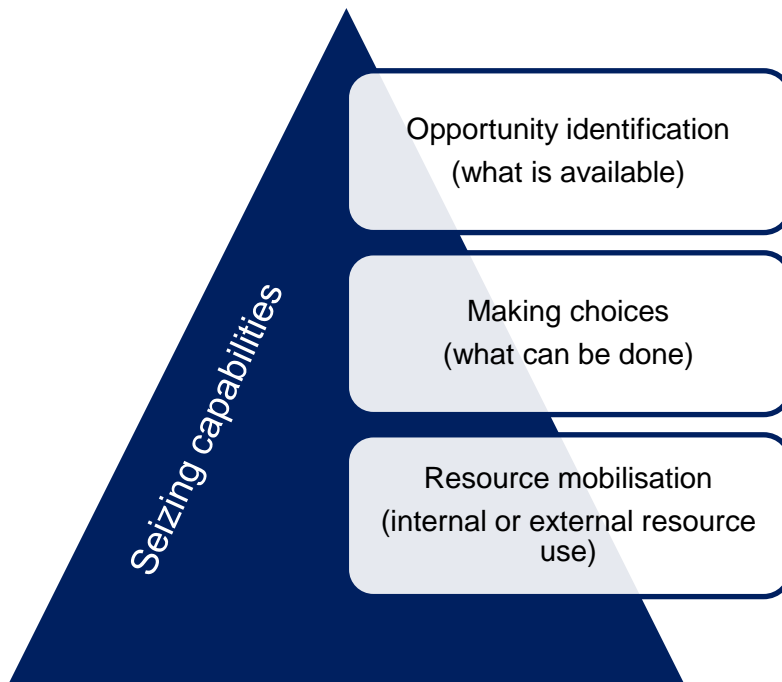 Opportunity identification
(what is available)
Making choices
(what can be done)
Resource mobilisation
(internal or external resource
use)
Seizing capabilities